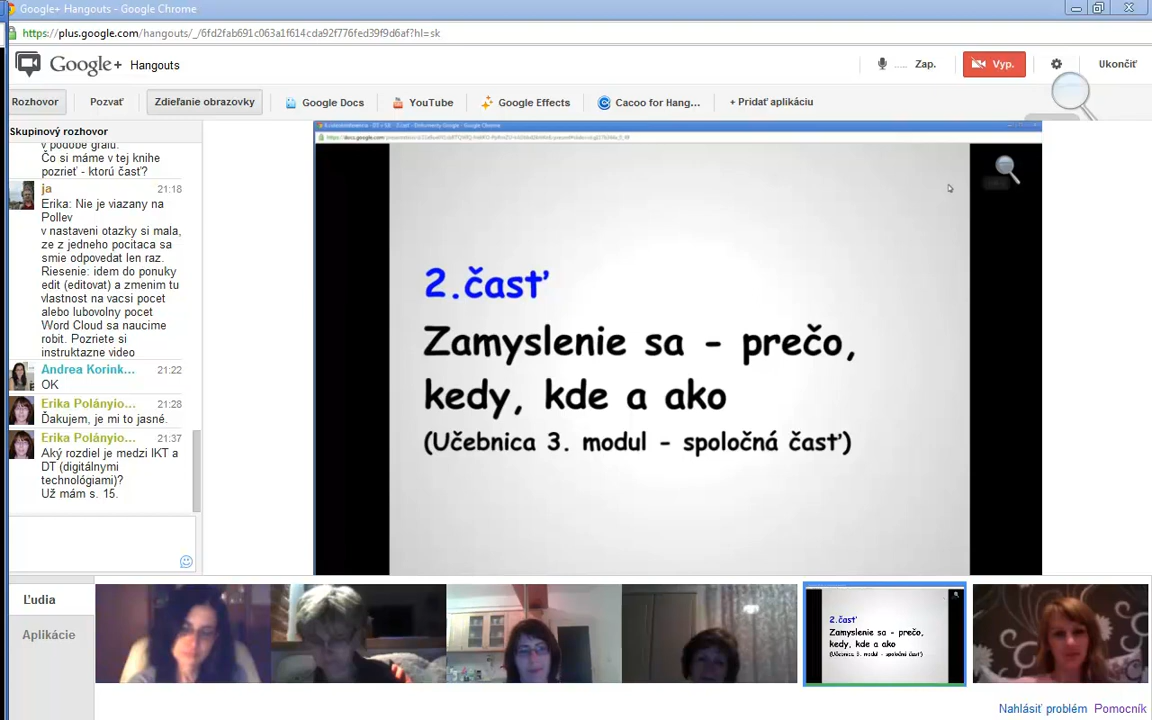 Google+ Hangouts - Google Chrome
https://plus.google.com/hangouts/_/6fd2fab691c063a1f614cda92f776fed39f9d6af?hl=sk
Google+ Hangouts
Zap.
Vyp.
Ukončiť
Rozhovor
Pozvať
Zdieľanie obrazovky
Google Docs
YouTube
Google Effects
Cacoo for Hang...
+ Pridať aplikáciu
Skupinový rozhovor
v podobe grafu.
Čo si máme v tej knihe
pozrieť - ktorú časť?
ja 21:18
Erika: Nie je viazany na
Pollev
v nastaveni otazky si mala,
ze z jedneho pocitaca sa
smie odpovedat len raz.
Riesenie: idem do ponuky
edit (editovat) a zmenim tu
vlastnost na vacsi pocet
alebo lubovolny pocet
Word Cloud sa naucime
robit. Pozriete si
instruktazne video
Andrea Korink... 21:22
OK
Erika Polányio... 21:28
Ďakujem, je mi to jasné.
Erika Polányio... 21:37
Aký rozdiel je medzi IKT a
DT (digitálnymi
technológiami)?
Už mám s. 15.
2.časť
Zamyslenie sa - prečo,
kedy, kde a ako
(Učebnica 3. modul - spoločná časť)
Ľudia
Aplikácie
2.časť
Zamyslenie sa - prečo,
kedy, kde a ako
(Učebnica 3. modul - spoločná časť)
Nahlásiť problém
Pomocník